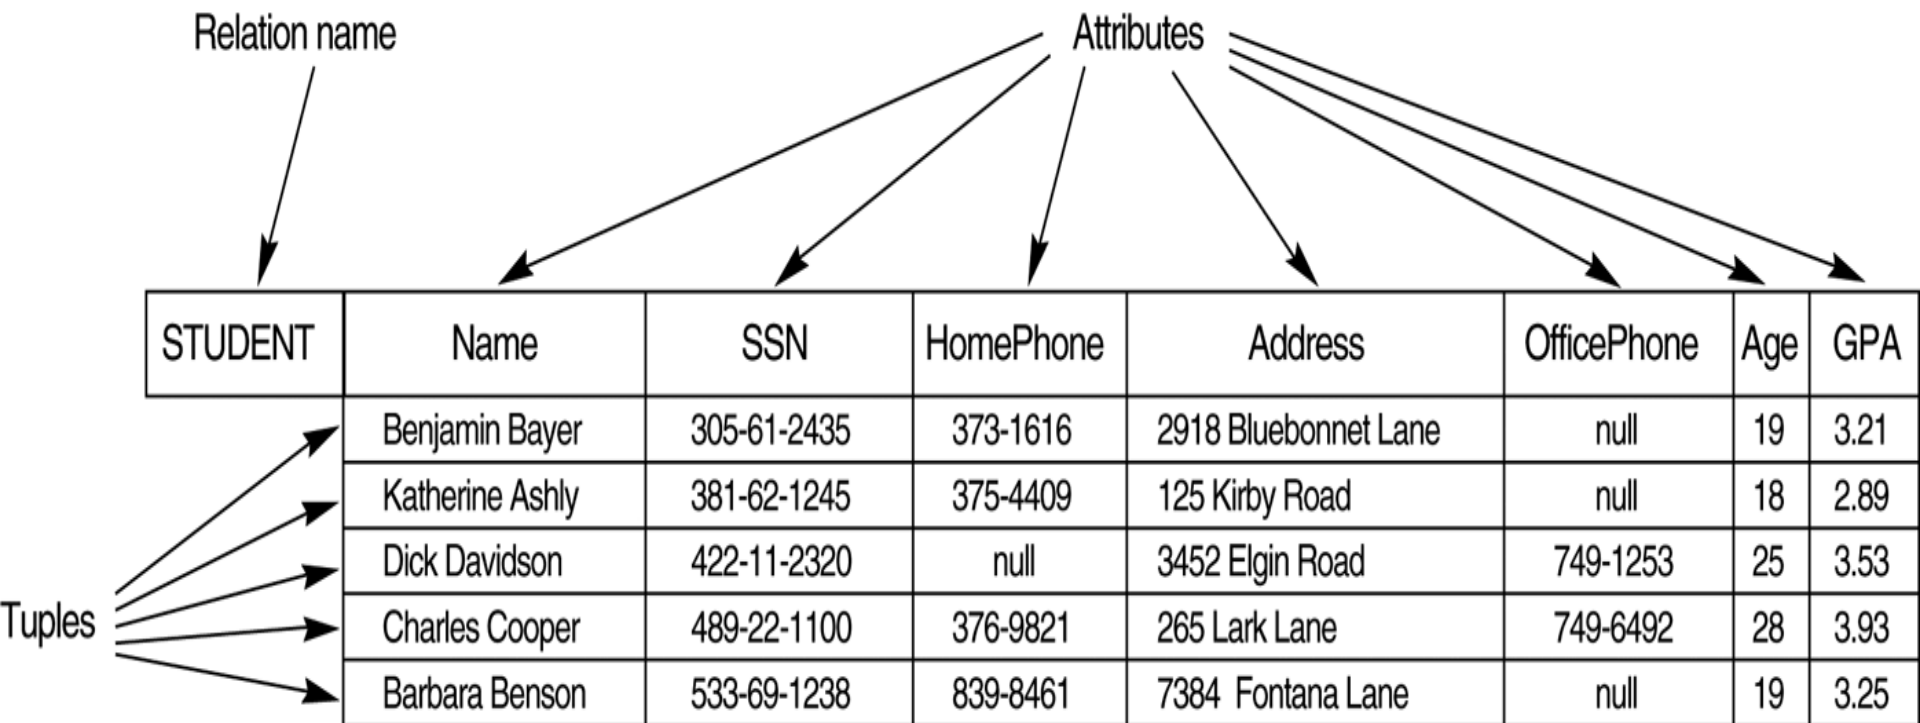 Relation name Attributes
STUDENT Name SSN HomePhone Address OfficePhone Age GPA
Benjamin Bayer 305-61-2435 373-1616 2918 Bluebonnet Lane null 19 3.21
Katherine Ashly 381-62-1245 375-4409 125 Kirby Road null 18 2.89
Dick Davidson 422-11-2320 null 3452 Elgin Road 749-1253 25 3.53
Tuples Charles Cooper 489-22-1100 376-9821 265 Lark Lane 749-6492 28 3.93
Barbara Benson 533-69-1238 839-8461 7384 Fontana Lane null 19 3.25